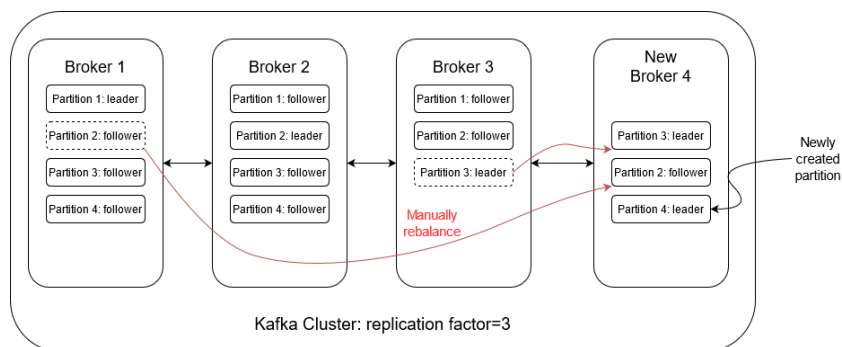 Broker 1
Partition 1: leader
Partition 2: follower
Partition 3: follower
Partition 4: follower
Broker 2
Partition 1: follower
Partition 2: leader
Partition 3: follower
Partition 4: follower
Broker 3
Partition 1: follower
Partition 2: follower
Partition 3: leader
New
Broker 4
Partition 3: leader
Partition 2: follower
Partition 4: leader
Newly
created
partition
Manually
rebalance
Kafka Cluster: replication factor=3